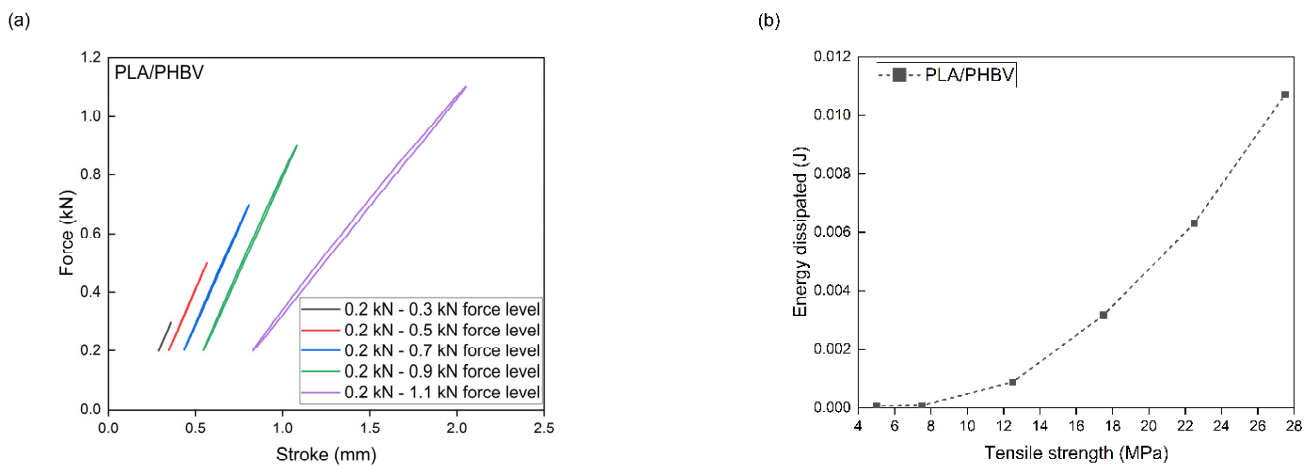 (a)
PLA/PHBV
1.2
1.0
0.8
0.6
0.4
0.2
0.0
Force (kN)
0.2 kN - 0.3 kN force level
0.2 kN - 0.5 kN force level
0.2 kN - 0.7 kN force level
0.2 kN - 0.9 kN force level
0.2 kN - 1.1 kN force level
0.0 0.5 1.0 1.5 2.0 2.5
Stroke (mm)
(b)
PLA/PHBV
0.012
0.010
0.008
0.006
0.004
0.002
0.000
Energy dissipated (J)
4 6 8 10 12 14 16 18 20 22 24 26 28
Tensile strength (MPa)